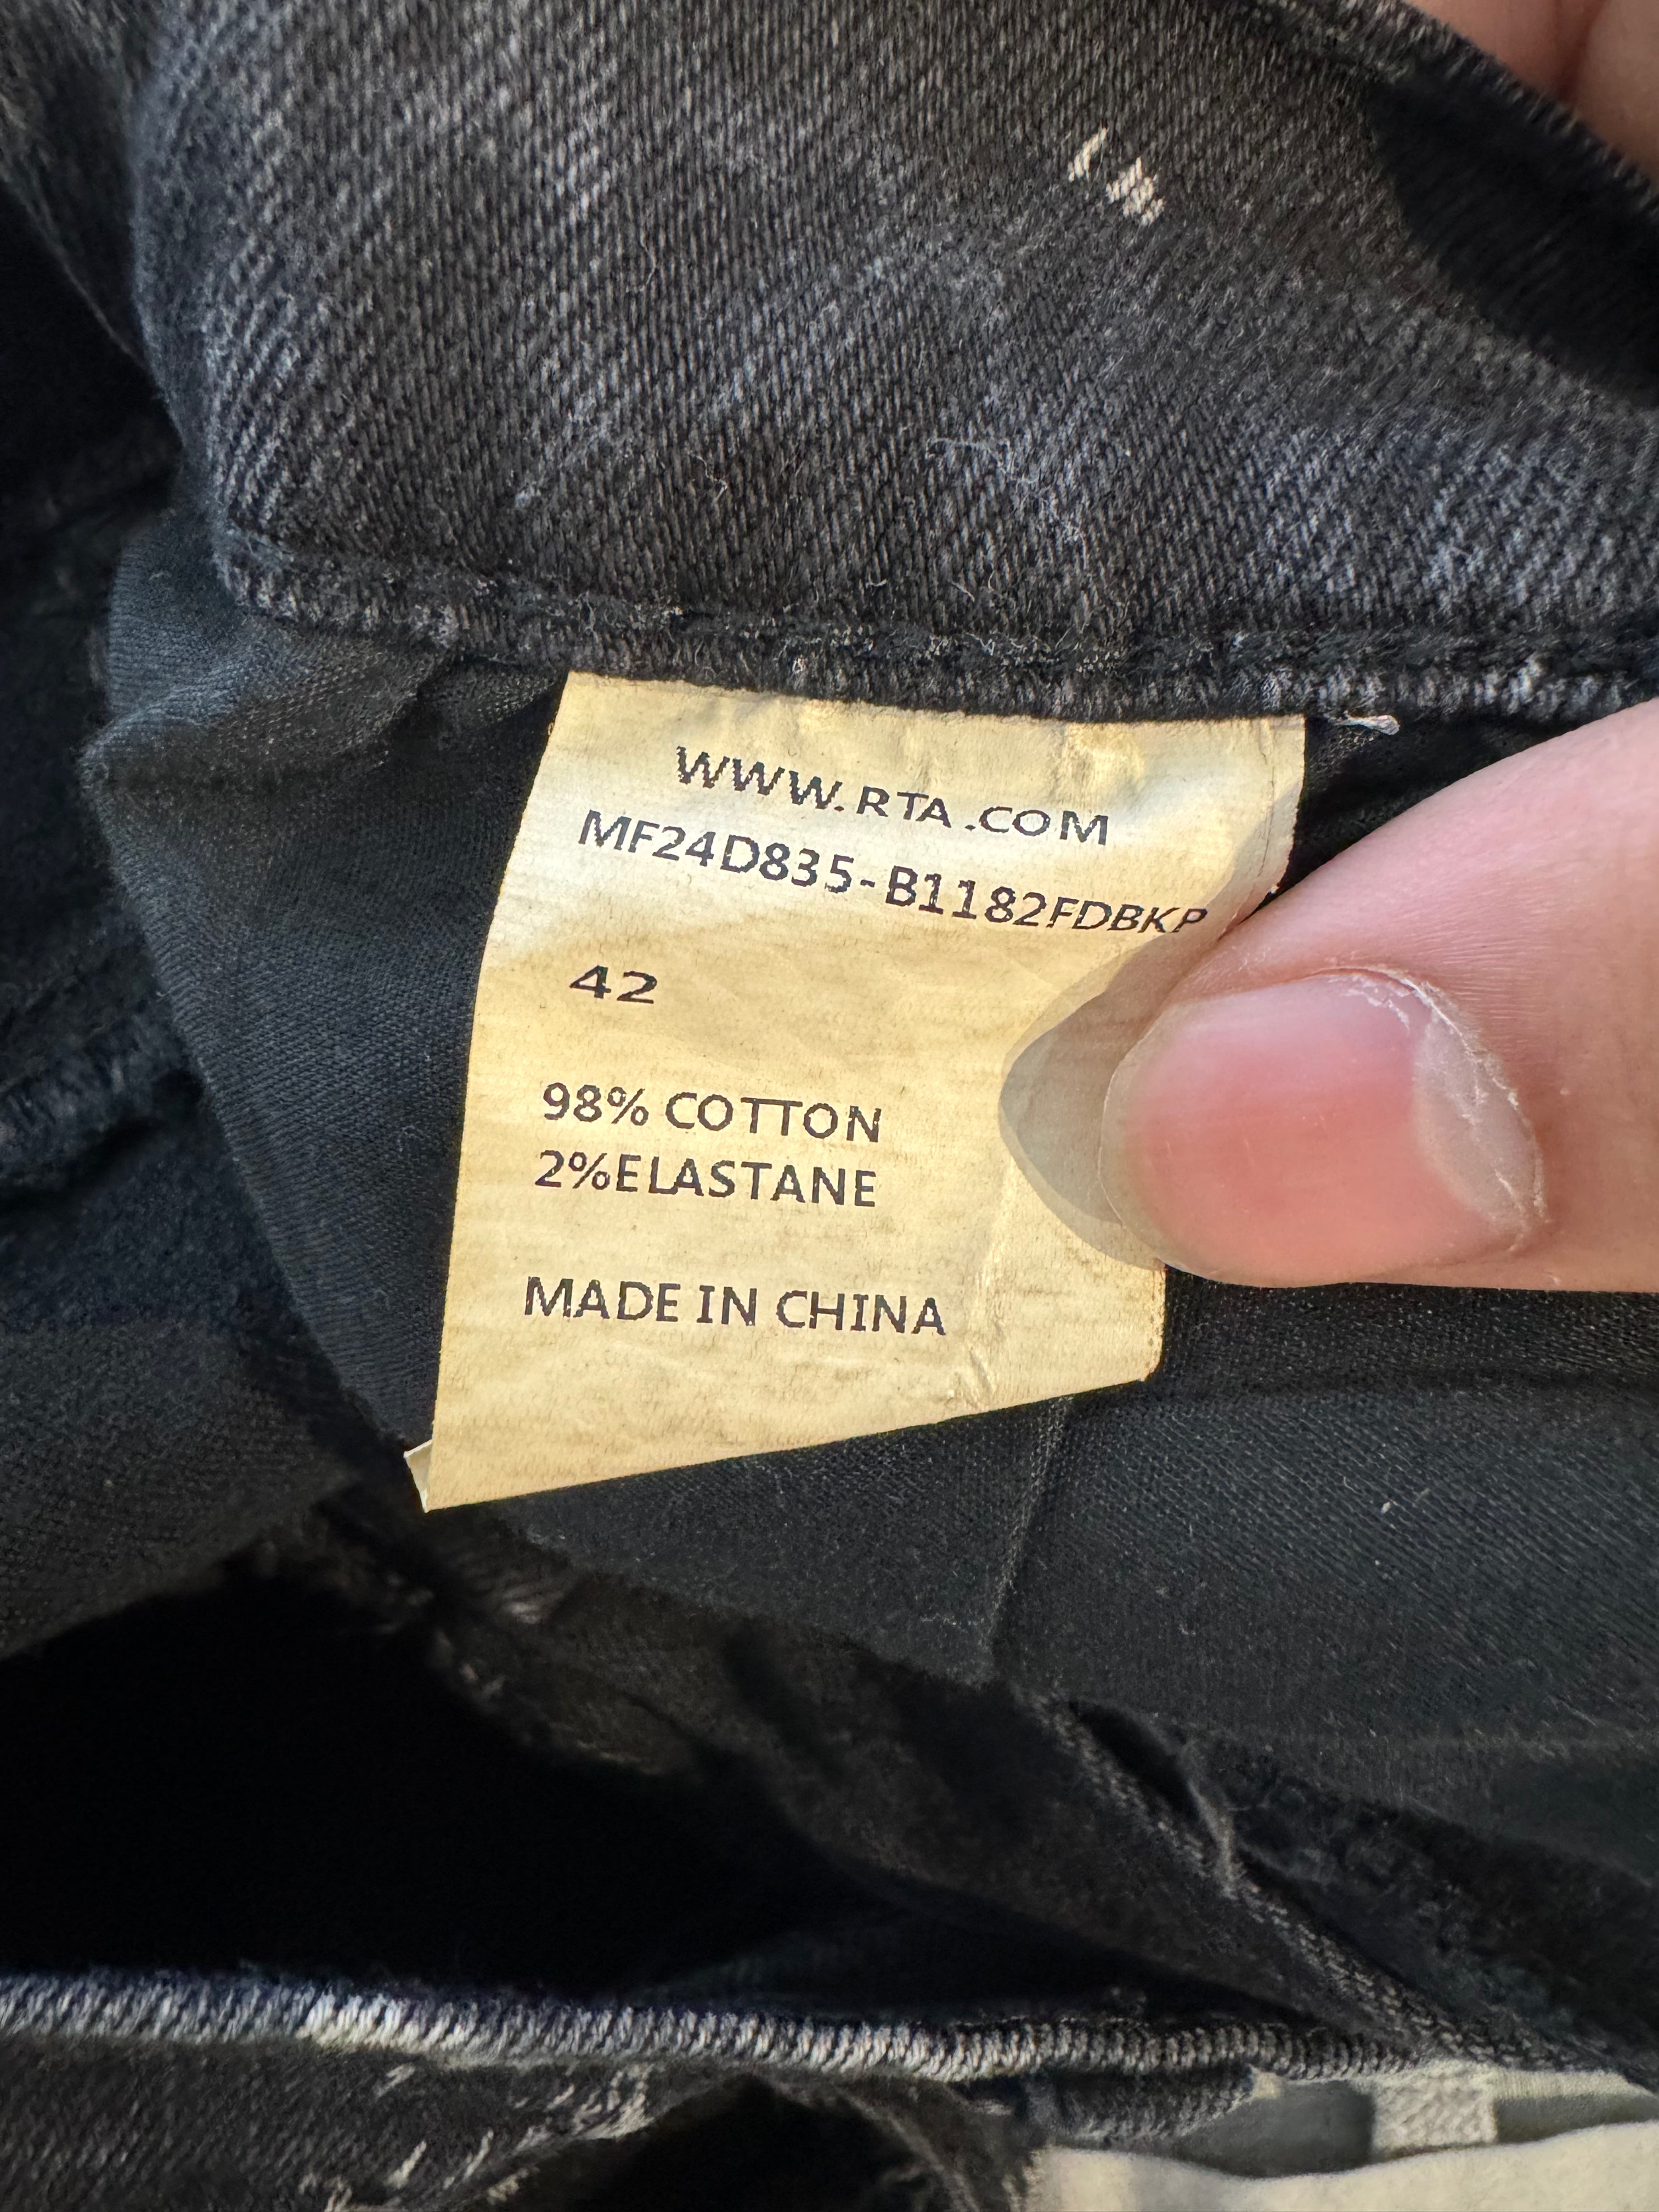 WWW.RTA.COM
MF24D835-B1182FDBKP
42
98% COTTON
2%ELASTANE
MADE IN CHINA